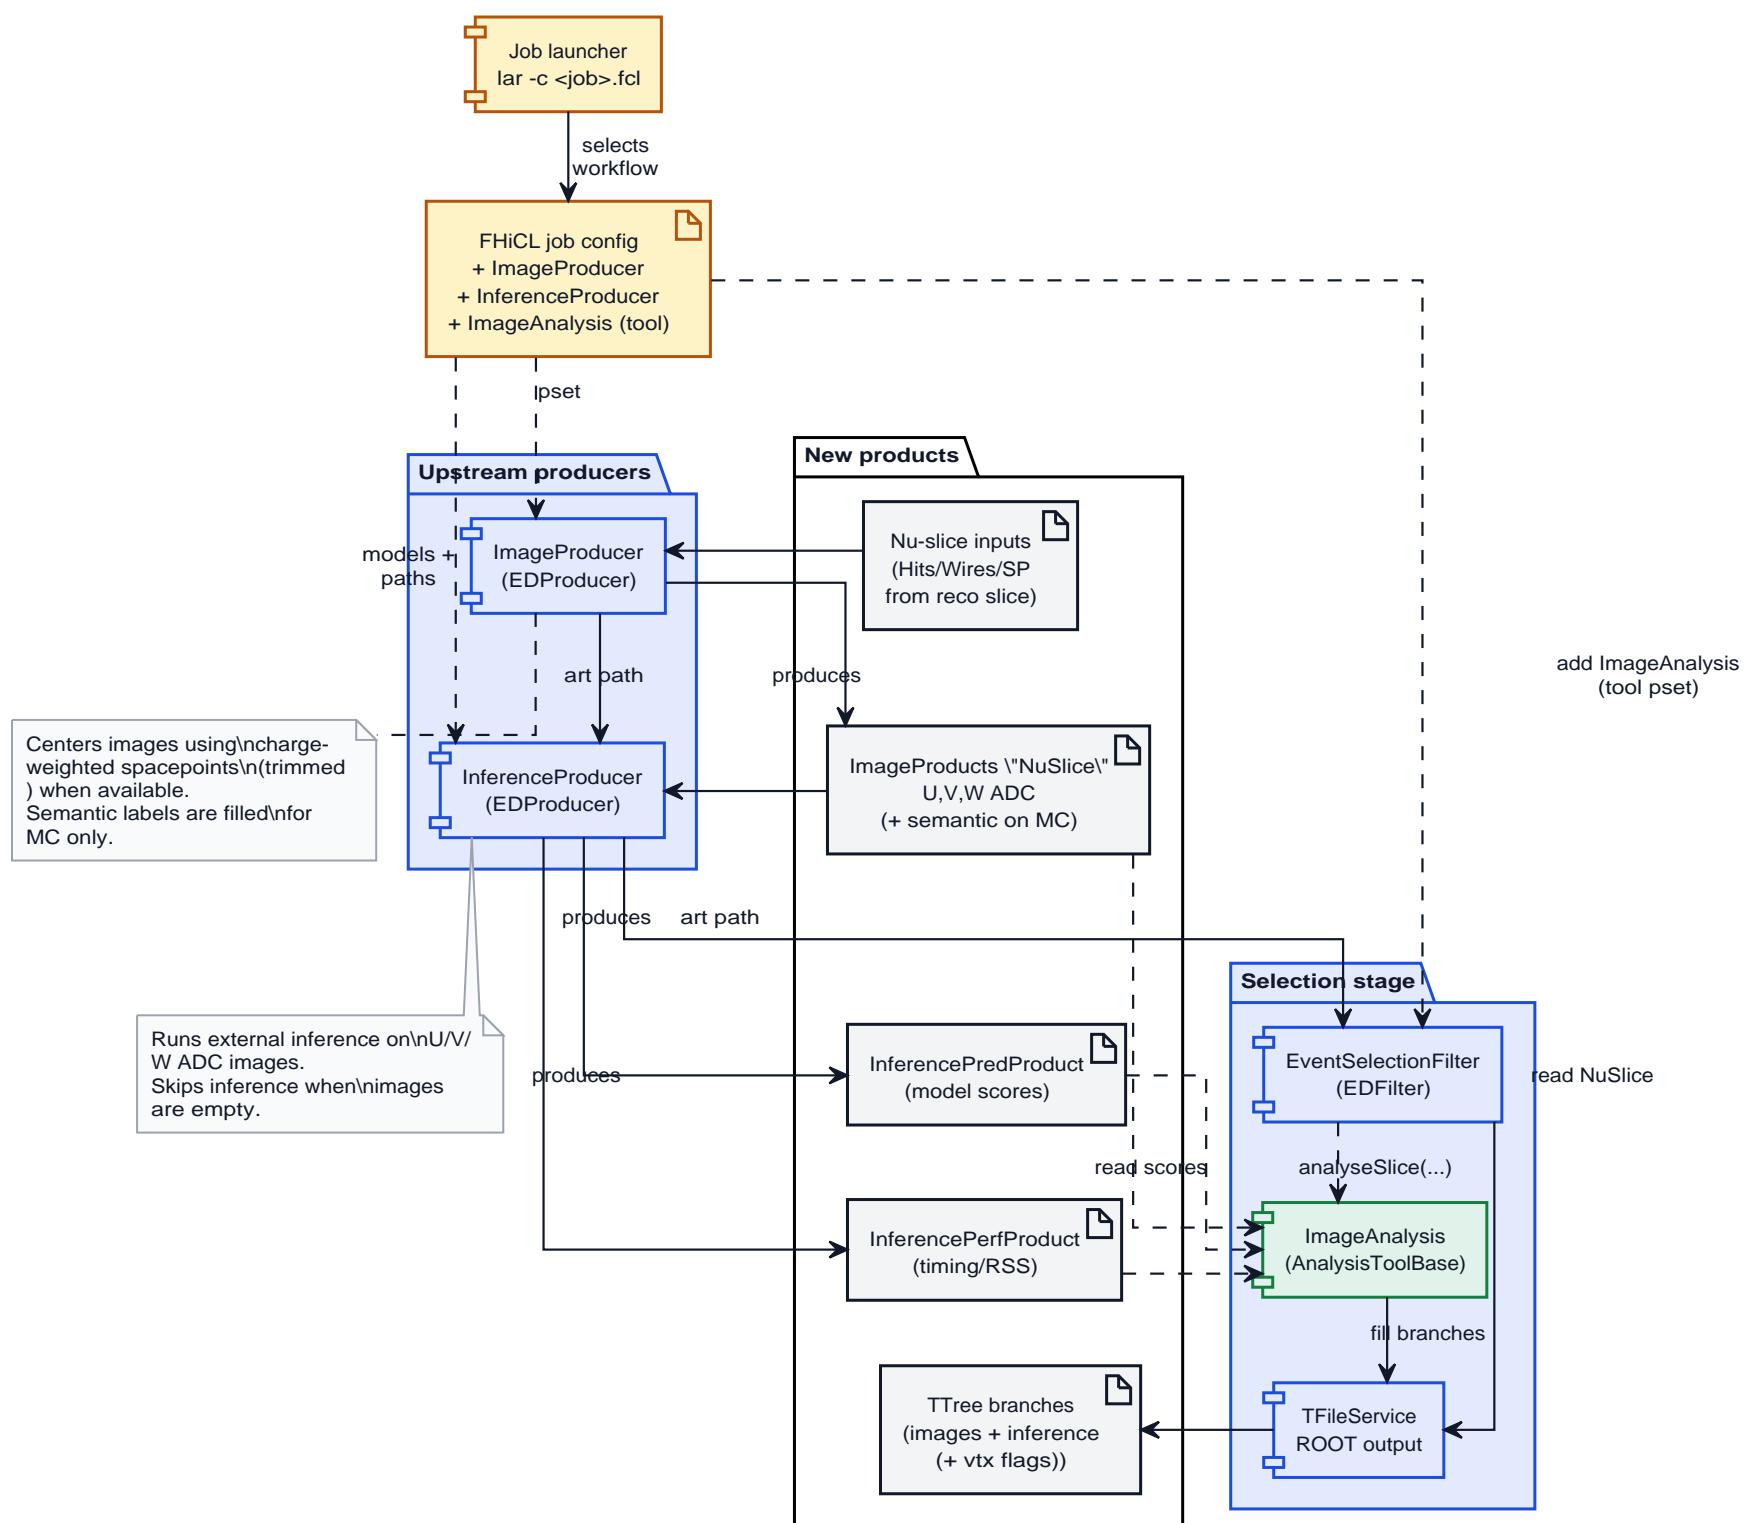 Job launcher
lar -c <job>.fcl
selects
workflow
FHiCL job config
+ ImageProducer
+ InferenceProducer
+ ImageAnalysis (tool)
pset
Upstream producers
New products
ImageProducer
(EDProducer)
Nu-slice inputs
(Hits/Wires/SP
from reco slice)
models +
paths
art path
produces
add ImageAnalysis
(tool pset)
Centers images using\ncharge-
weighted spacepoints\n(trimmed
) when available.
Semantic labels are filled\nfor
MC only.
InferenceProducer
(EDProducer)
ImageProducts \"NuSlice\"
U,V,W ADC
(+ semantic on MC)
produces
art path
Selection stage
Runs external inference on\nU/V/
W ADC images.
Skips inference when\nimages
are empty.
produces
InferencePredProduct
(model scores)
EventSelectionFilter
(EDFilter)
read NuSlice
read scores
analyseSlice(...)
InferencePerfProduct
(timing/RSS)
ImageAnalysis
(AnalysisToolBase)
fill branches
TTree branches
(images + inference
(+ vtx flags))
TFileService
ROOT output